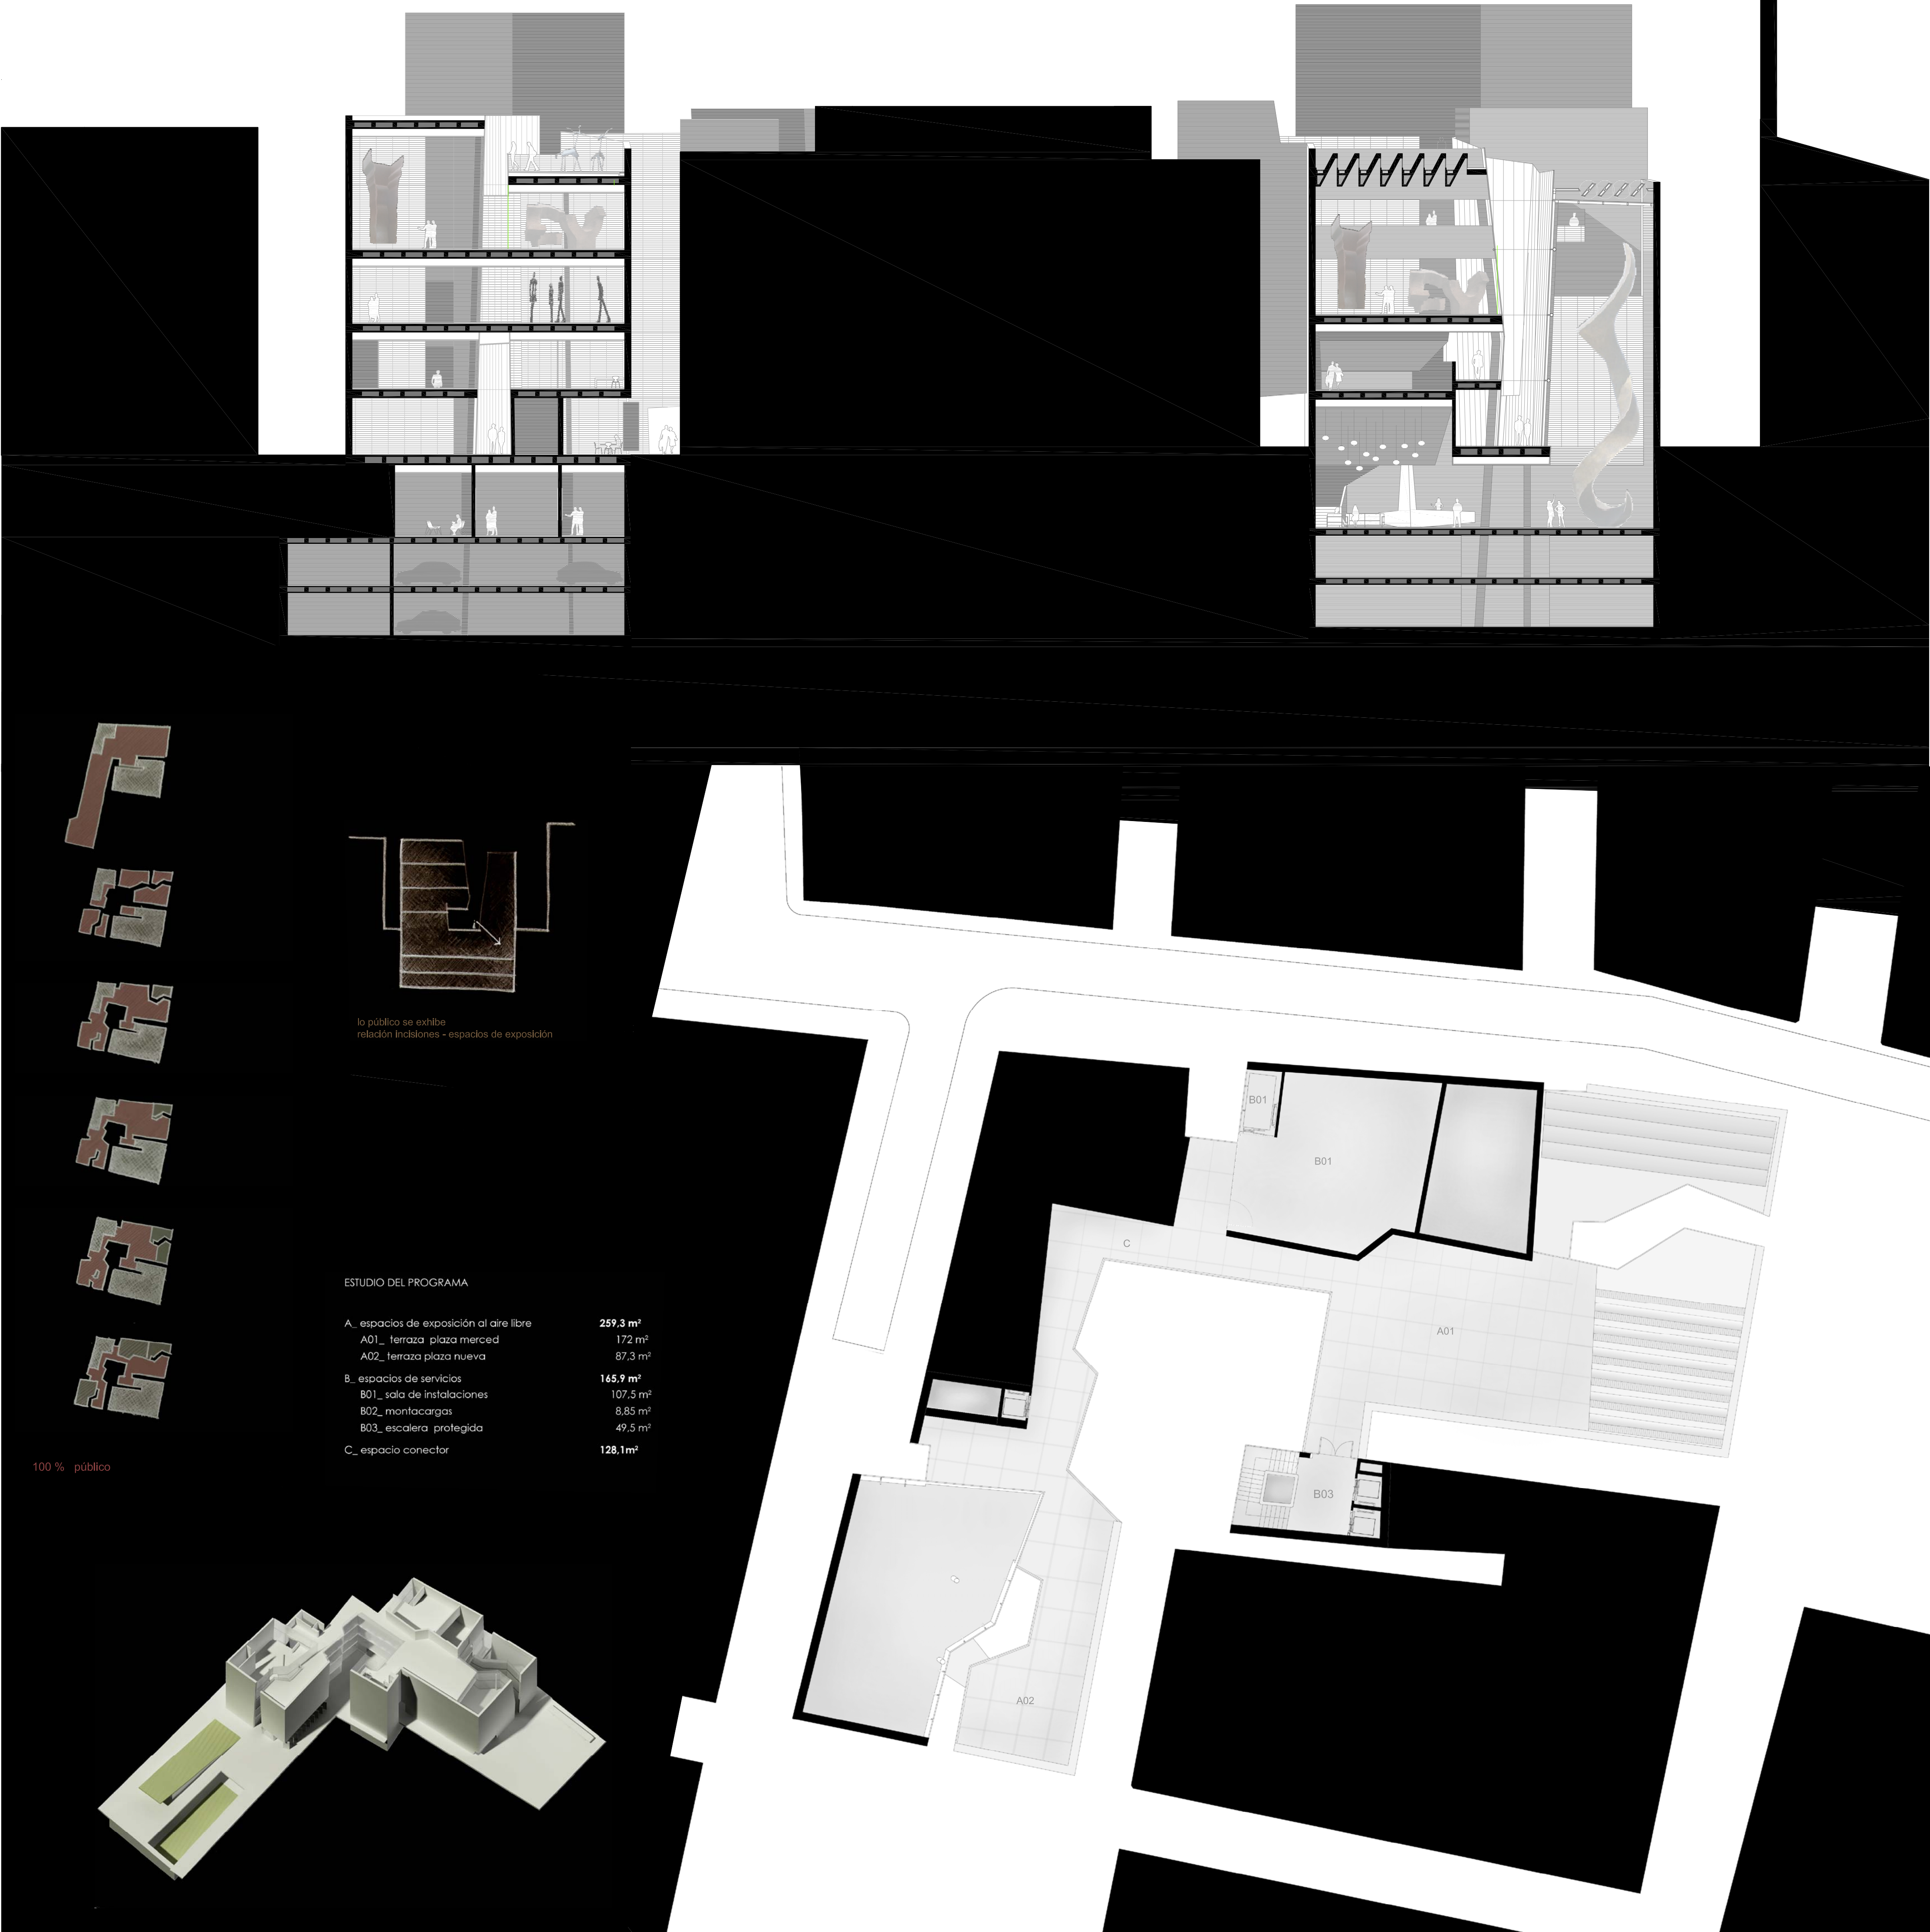 lo público se exhibe
relación incisiones - espacios de exposición
ESTUDIO DEL PROGRAMA
A_ espacios de exposición al aire libre 259,3 m²
A01_ terraza plaza merced 172 m²
A02_ terraza plaza nueva 87,3 m²
B_ espacios de servicios 165,9 m²
B01_ sala de instalaciones 107,5 m²
B02_ montacargas 8,85 m²
B03_ escalera protegida 49,5 m²
C_ espacio conector 128,1m²
100 % público
B01
B01
C
A01
B03
A02